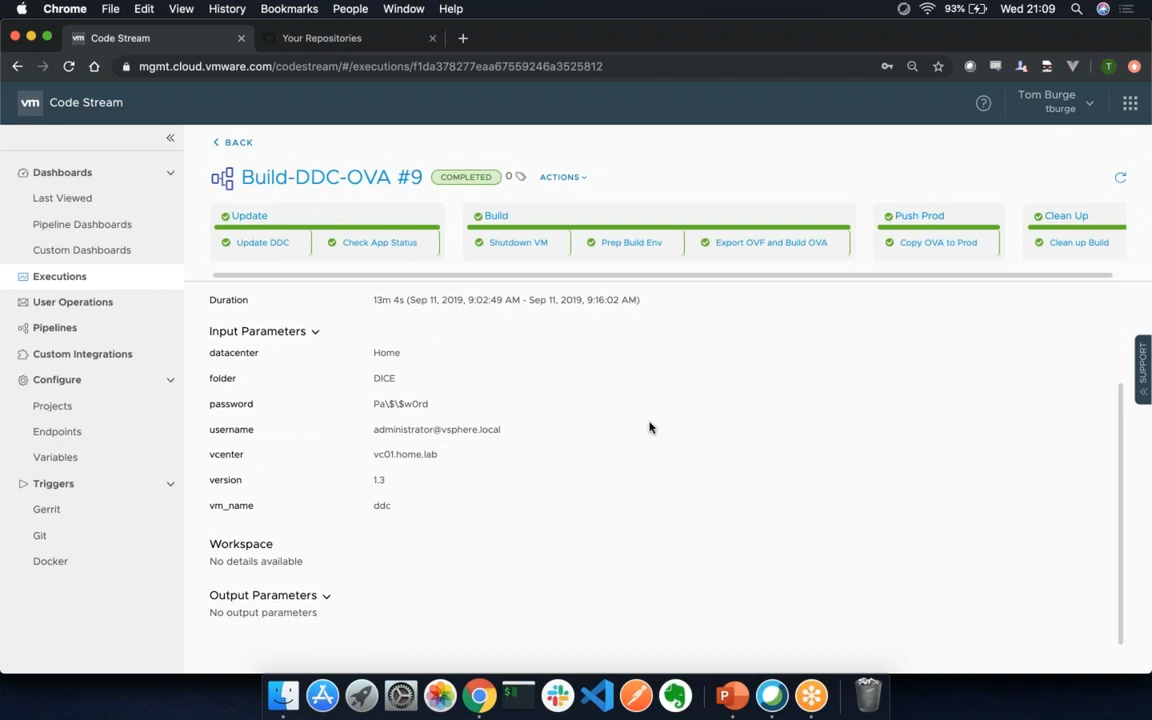 Chrome File Edit View History Bookmarks People Window Help 93% Wed 21:09
Code Stream Your Repositories
mgmt.cloud.vmware.com/codestream/#/executions/f1da378277eaa67559246a3525812 T
vm Code Stream Tom Burge
tburge
BACK
Dashboards
Last Viewed
Pipeline Dashboards
Custom Dashboards
Executions
User Operations
Pipelines
Custom Integrations
Configure
Projects
Endpoints
Variables
Triggers
Gerrit
Git
Docker
Build-DDC-OVA #9 COMPLETED 0 ACTIONS
Update Build Push Prod Clean Up
Update DDC Check App Status Shutdown VM Prep Build Env Export OVF and Build OVA Copy OVA to Prod Clean up Build
Duration 13m 4s (Sep 11, 2019, 9:02:49 AM - Sep 11, 2019, 9:16:02 AM)
Input Parameters
datacenter Home
folder DICE
password Pa\$\$w0rd
username administrator@vsphere.local
vcenter vc01.home.lab
version 1.3
vm_name ddc
Workspace
No details available
Output Parameters
No output parameters
SUPPORT